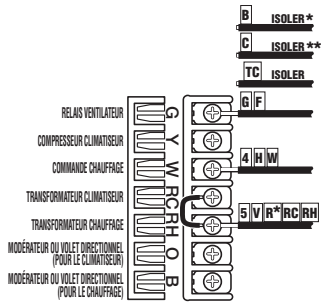 B ISOLER*
C ISOLER**
TC ISOLER
RELAIS VENTILATEUR G G F
COMPRESSEUR CLIMATISEUR Y
COMMANDE CHAUFFAGE W 4 H W
TRANSFORMATEUR CLIMATISEUR RC
TRANSFORMATEUR CHAUFFAGE RH 5 V R* RC RH
MODÉRATEUR OU VOLET DIRECTIONNEL
(POUR LE CLIMATISEUR) O
MODÉRATEUR OU VOLET DIRECTIONNEL
(POUR LE CHAUFFAGE) B